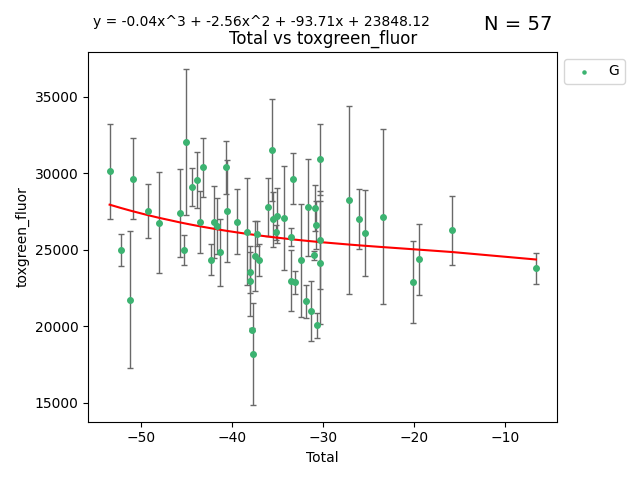 y = -0.04x^3 + -2.56x^2 + -93.71x + 23848.12
N = 57
Total vs toxgreen_fluor
G
35000
30000
25000
20000
15000
toxgreen_fluor
−50
−40
−30
−20
−10
Total